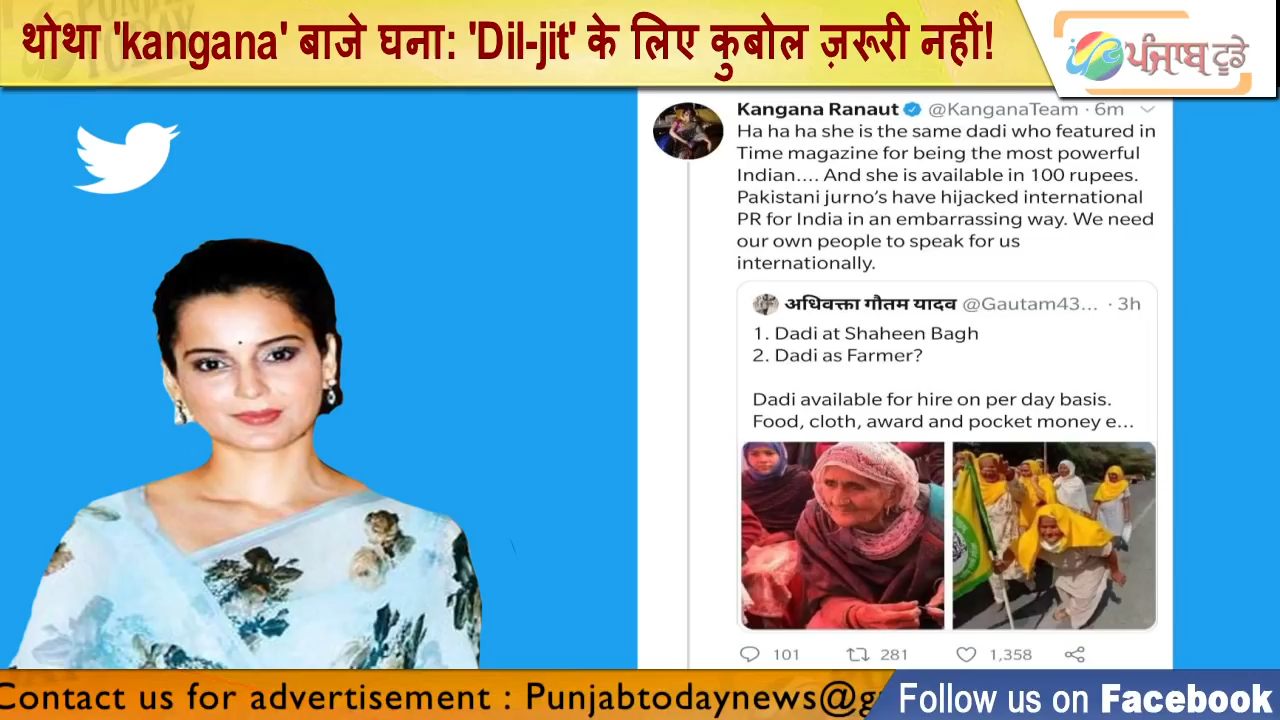 थोथा 'kangana' बाजे घना: 'Dil-jit' के लिए कुबोल ज़रूरी नहीं!
ਪੰਜਾਬ ਟੂਡੇ
Kangana Ranaut @KanganaTeam · 6m
Ha ha ha she is the same dadi who featured in
Time magazine for being the most powerful
Indian.... And she is available in 100 rupees.
Pakistani jurno's have hijacked international
PR for India in an embarrassing way. We need
our own people to speak for us
internationally.
अधिवक्ता गौतम यादव @Gautam43... · 3h
1. Dadi at Shaheen Bagh
2. Dadi as Farmer?
Dadi available for hire on per day basis.
Food, cloth, award and pocket money e...
101 281 1,358
Contact us for advertisement : Punjabtodaynews@g
Follow us on Facebook